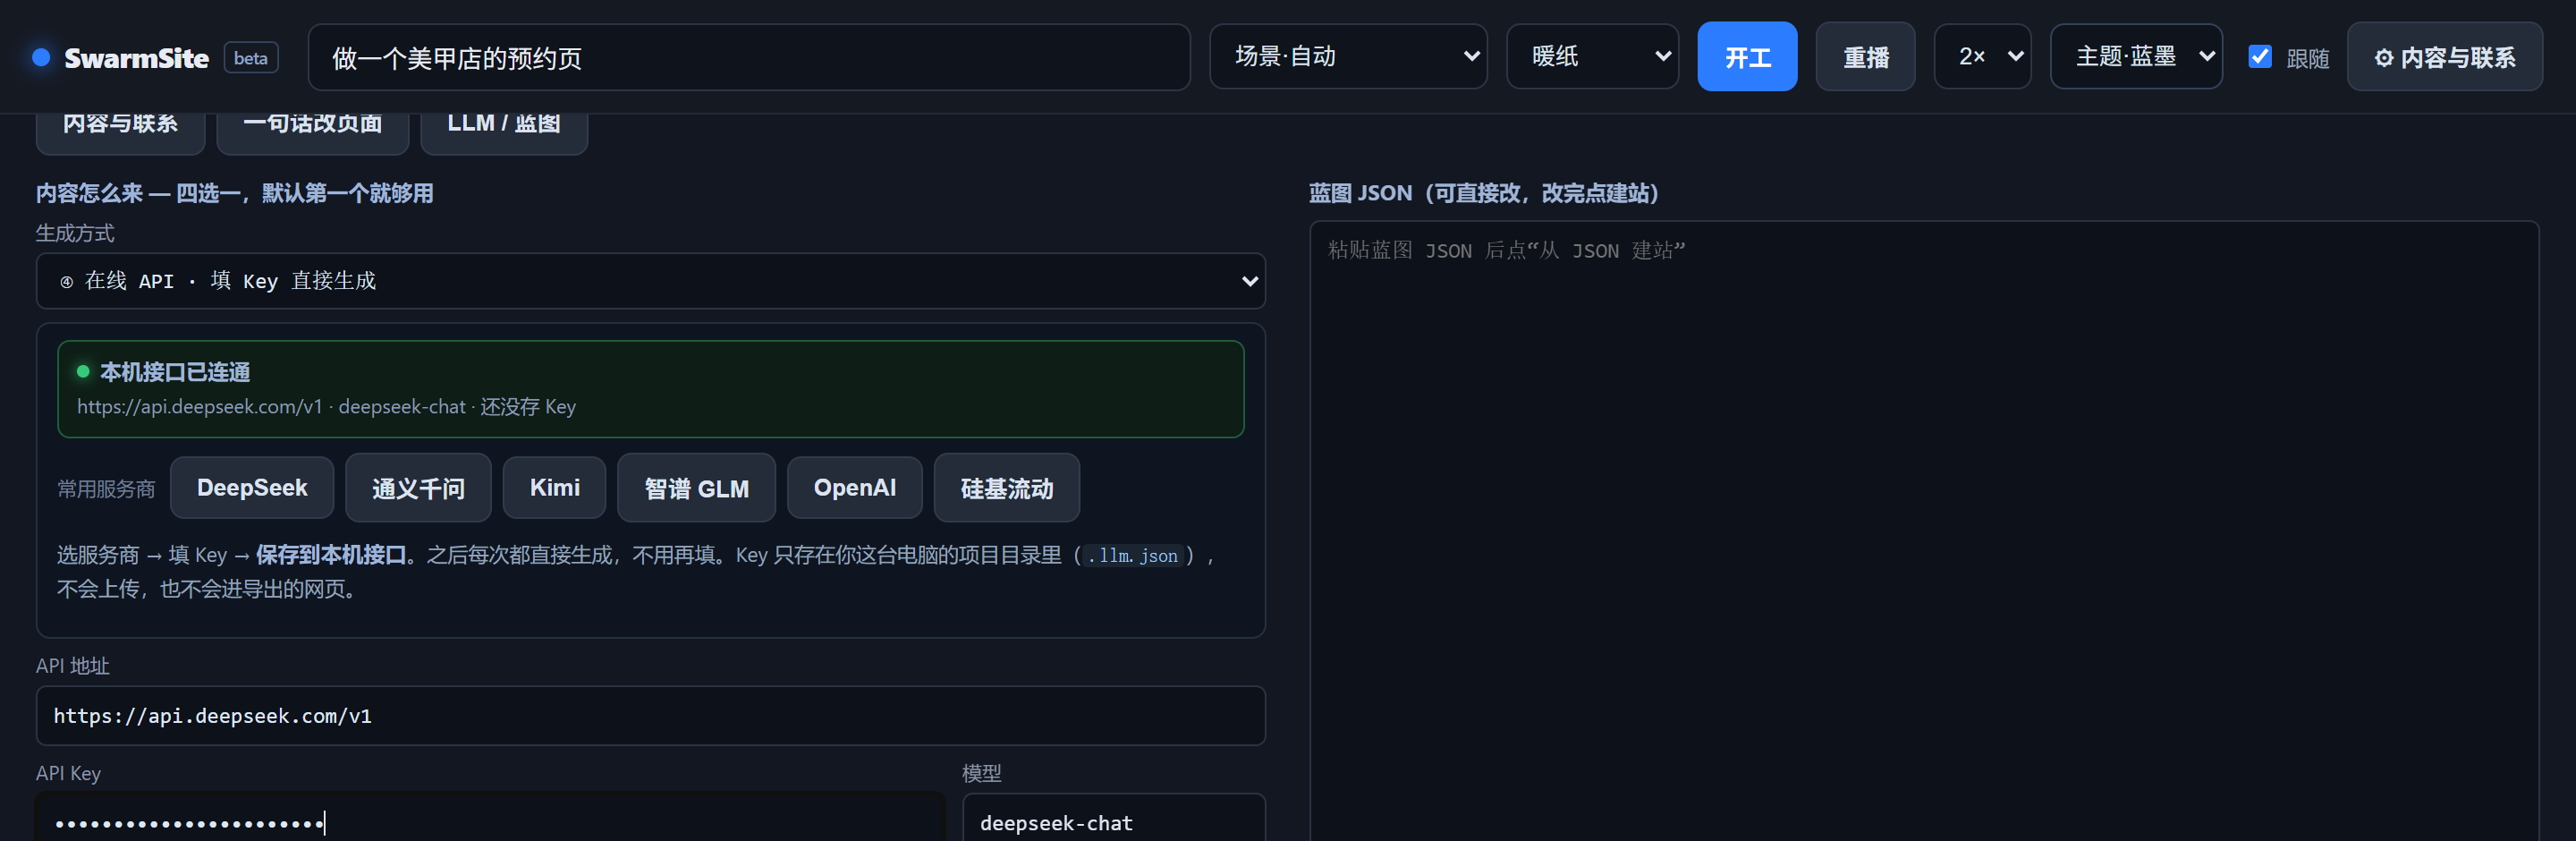 SwarmSite beta 做一个美甲店的预约页 场景·自动 暖纸 开工 重播 2× 主题·蓝墨 跟随 ⚙ 内容与联系
内容与联系 一句话改页面 LLM / 蓝图
内容怎么来 — 四选一，默认第一个就够用
生成方式
④ 在线 API · 填 Key 直接生成
本机接口已连通
https://api.deepseek.com/v1 · deepseek-chat · 还没存 Key
常用服务商 DeepSeek 通义千问 Kimi 智谱 GLM OpenAI 硅基流动
选服务商 → 填 Key → 保存到本机接口。之后每次都直接生成，不用再填。Key 只存在你这台电脑的项目目录里（.llm.json），
不会上传，也不会进导出的网页。
API 地址
https://api.deepseek.com/v1
API Key 模型
•••••••••••••••••••••••
deepseek-chat
蓝图 JSON（可直接改，改完点建站）
粘贴蓝图 JSON 后点“从 JSON 建站”